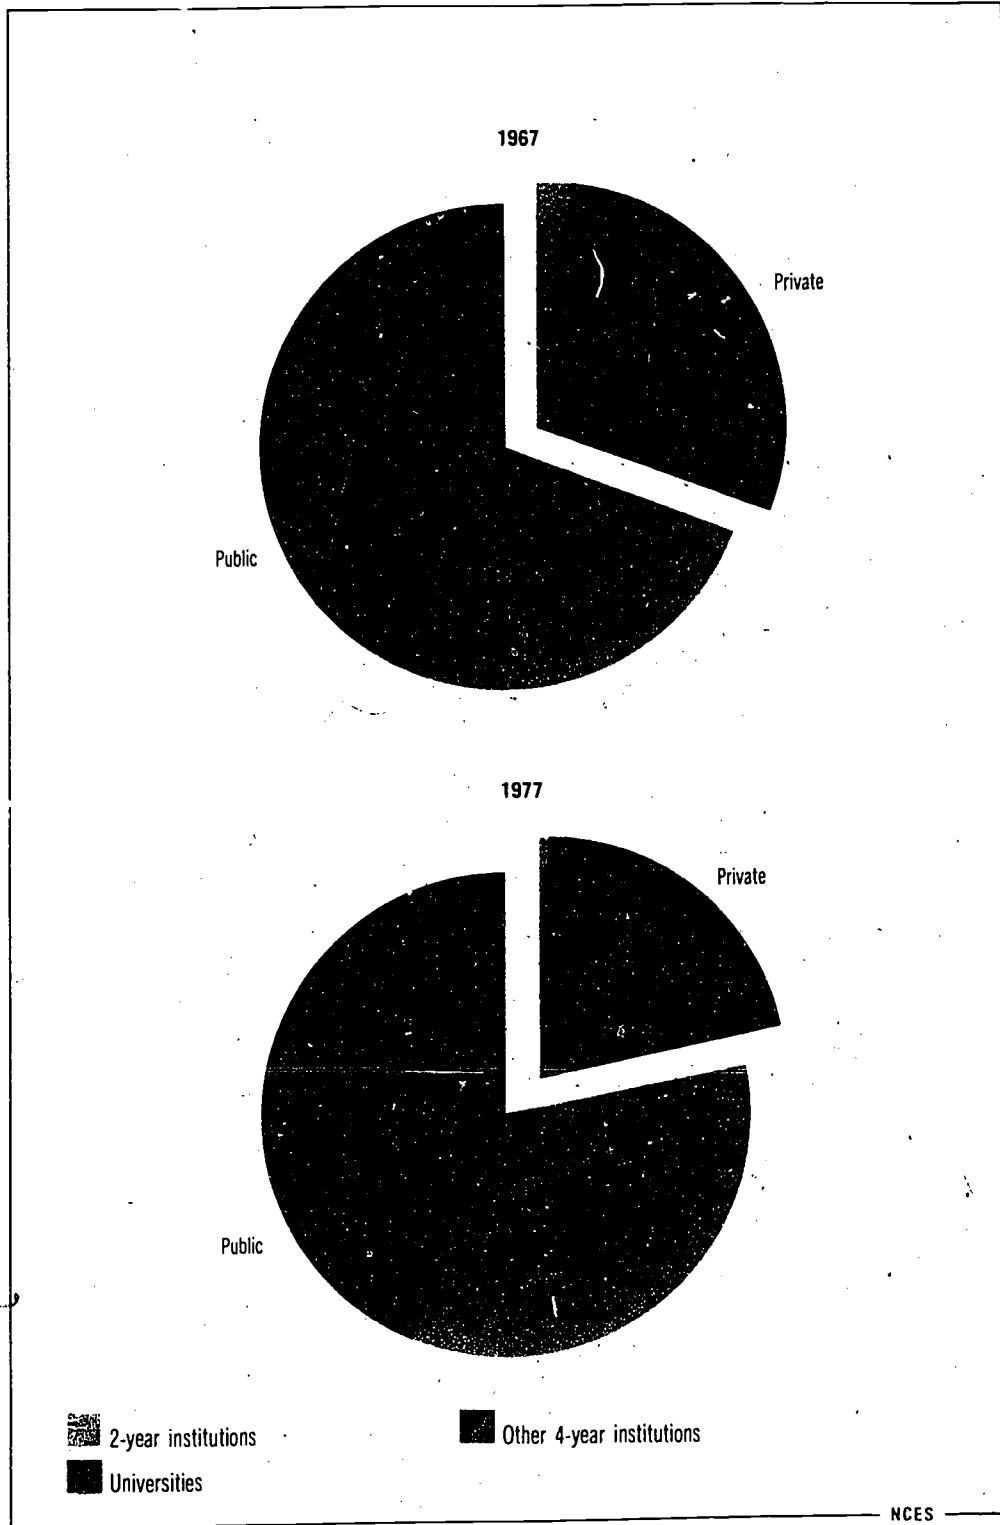 1967
Private
Public
1977
Private
Public
2-year institutions
Other 4-year institutions
Universities
NCES